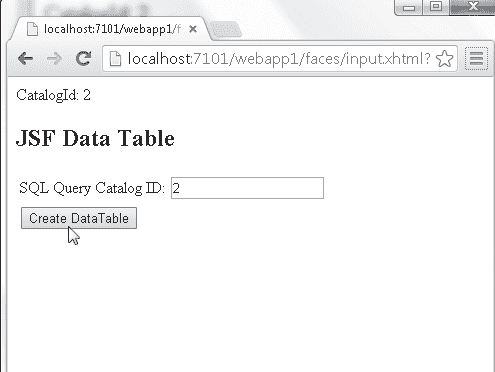 localhost:7101/webapp1/f
localhost:7101/webapp1/faces/input.xhtml?
CatalogId: 2
JSF Data Table
SQL Query Catalog ID: 2
Create DataTable